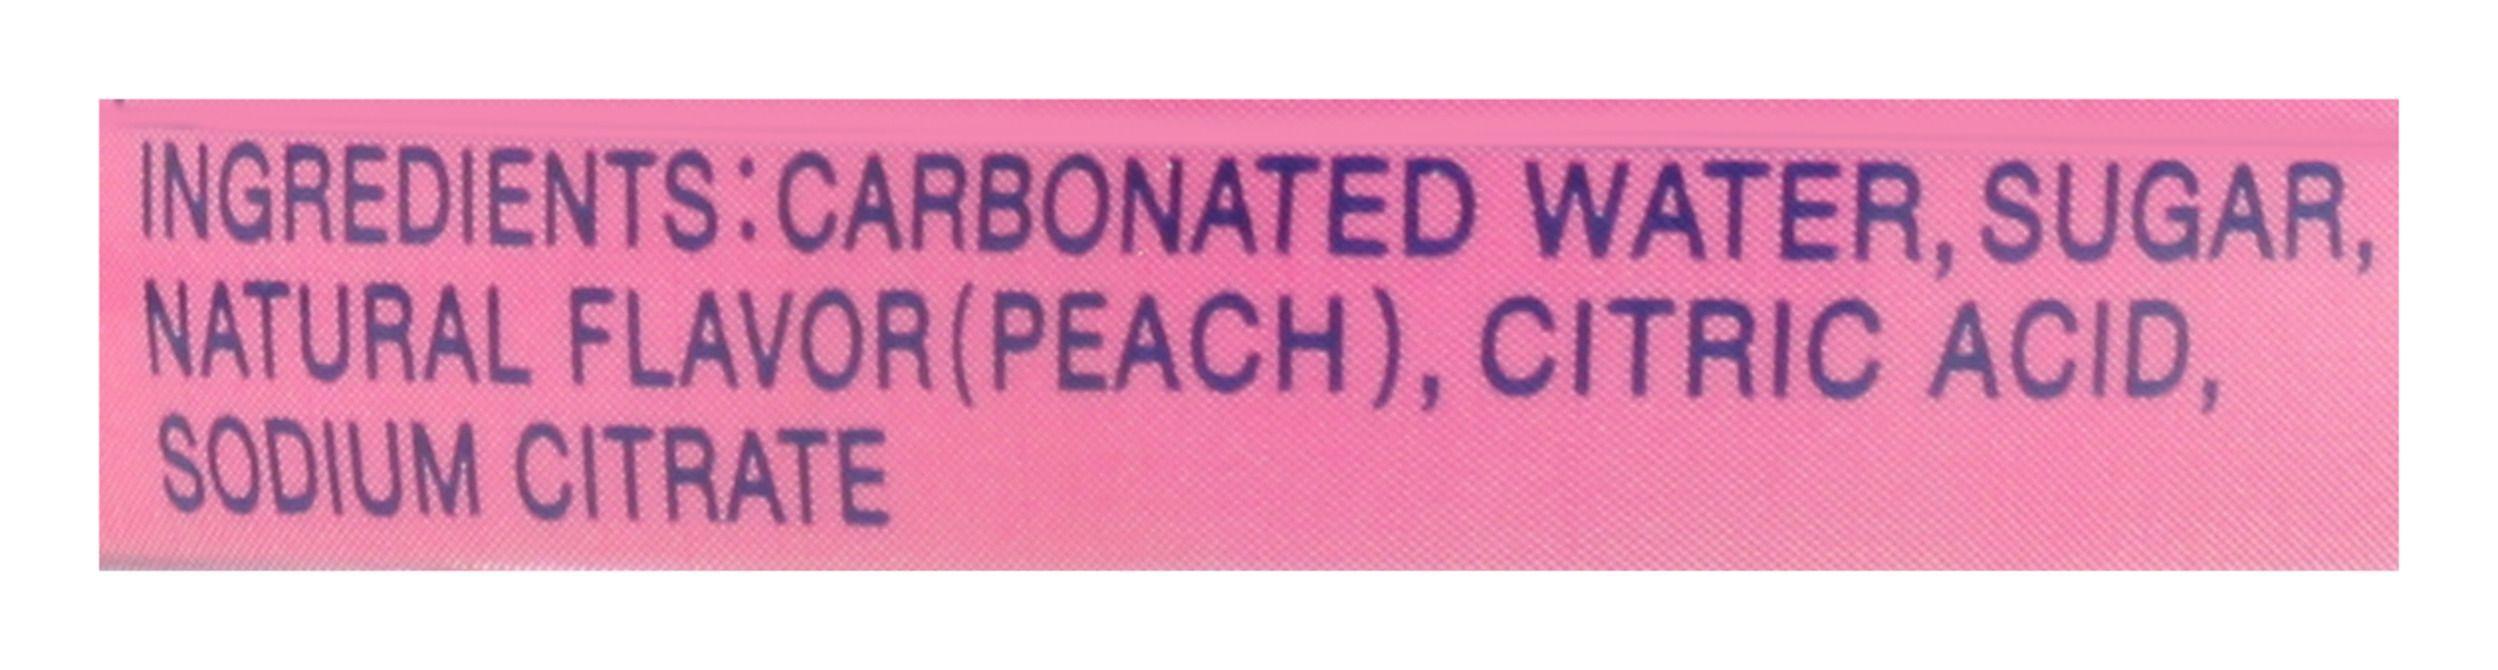 INGREDIENTS:CARBONATED WATER, SUGAR,
NATURAL FLAVOR(PEACH), CITRIC ACID,
SODIUM CITRATE